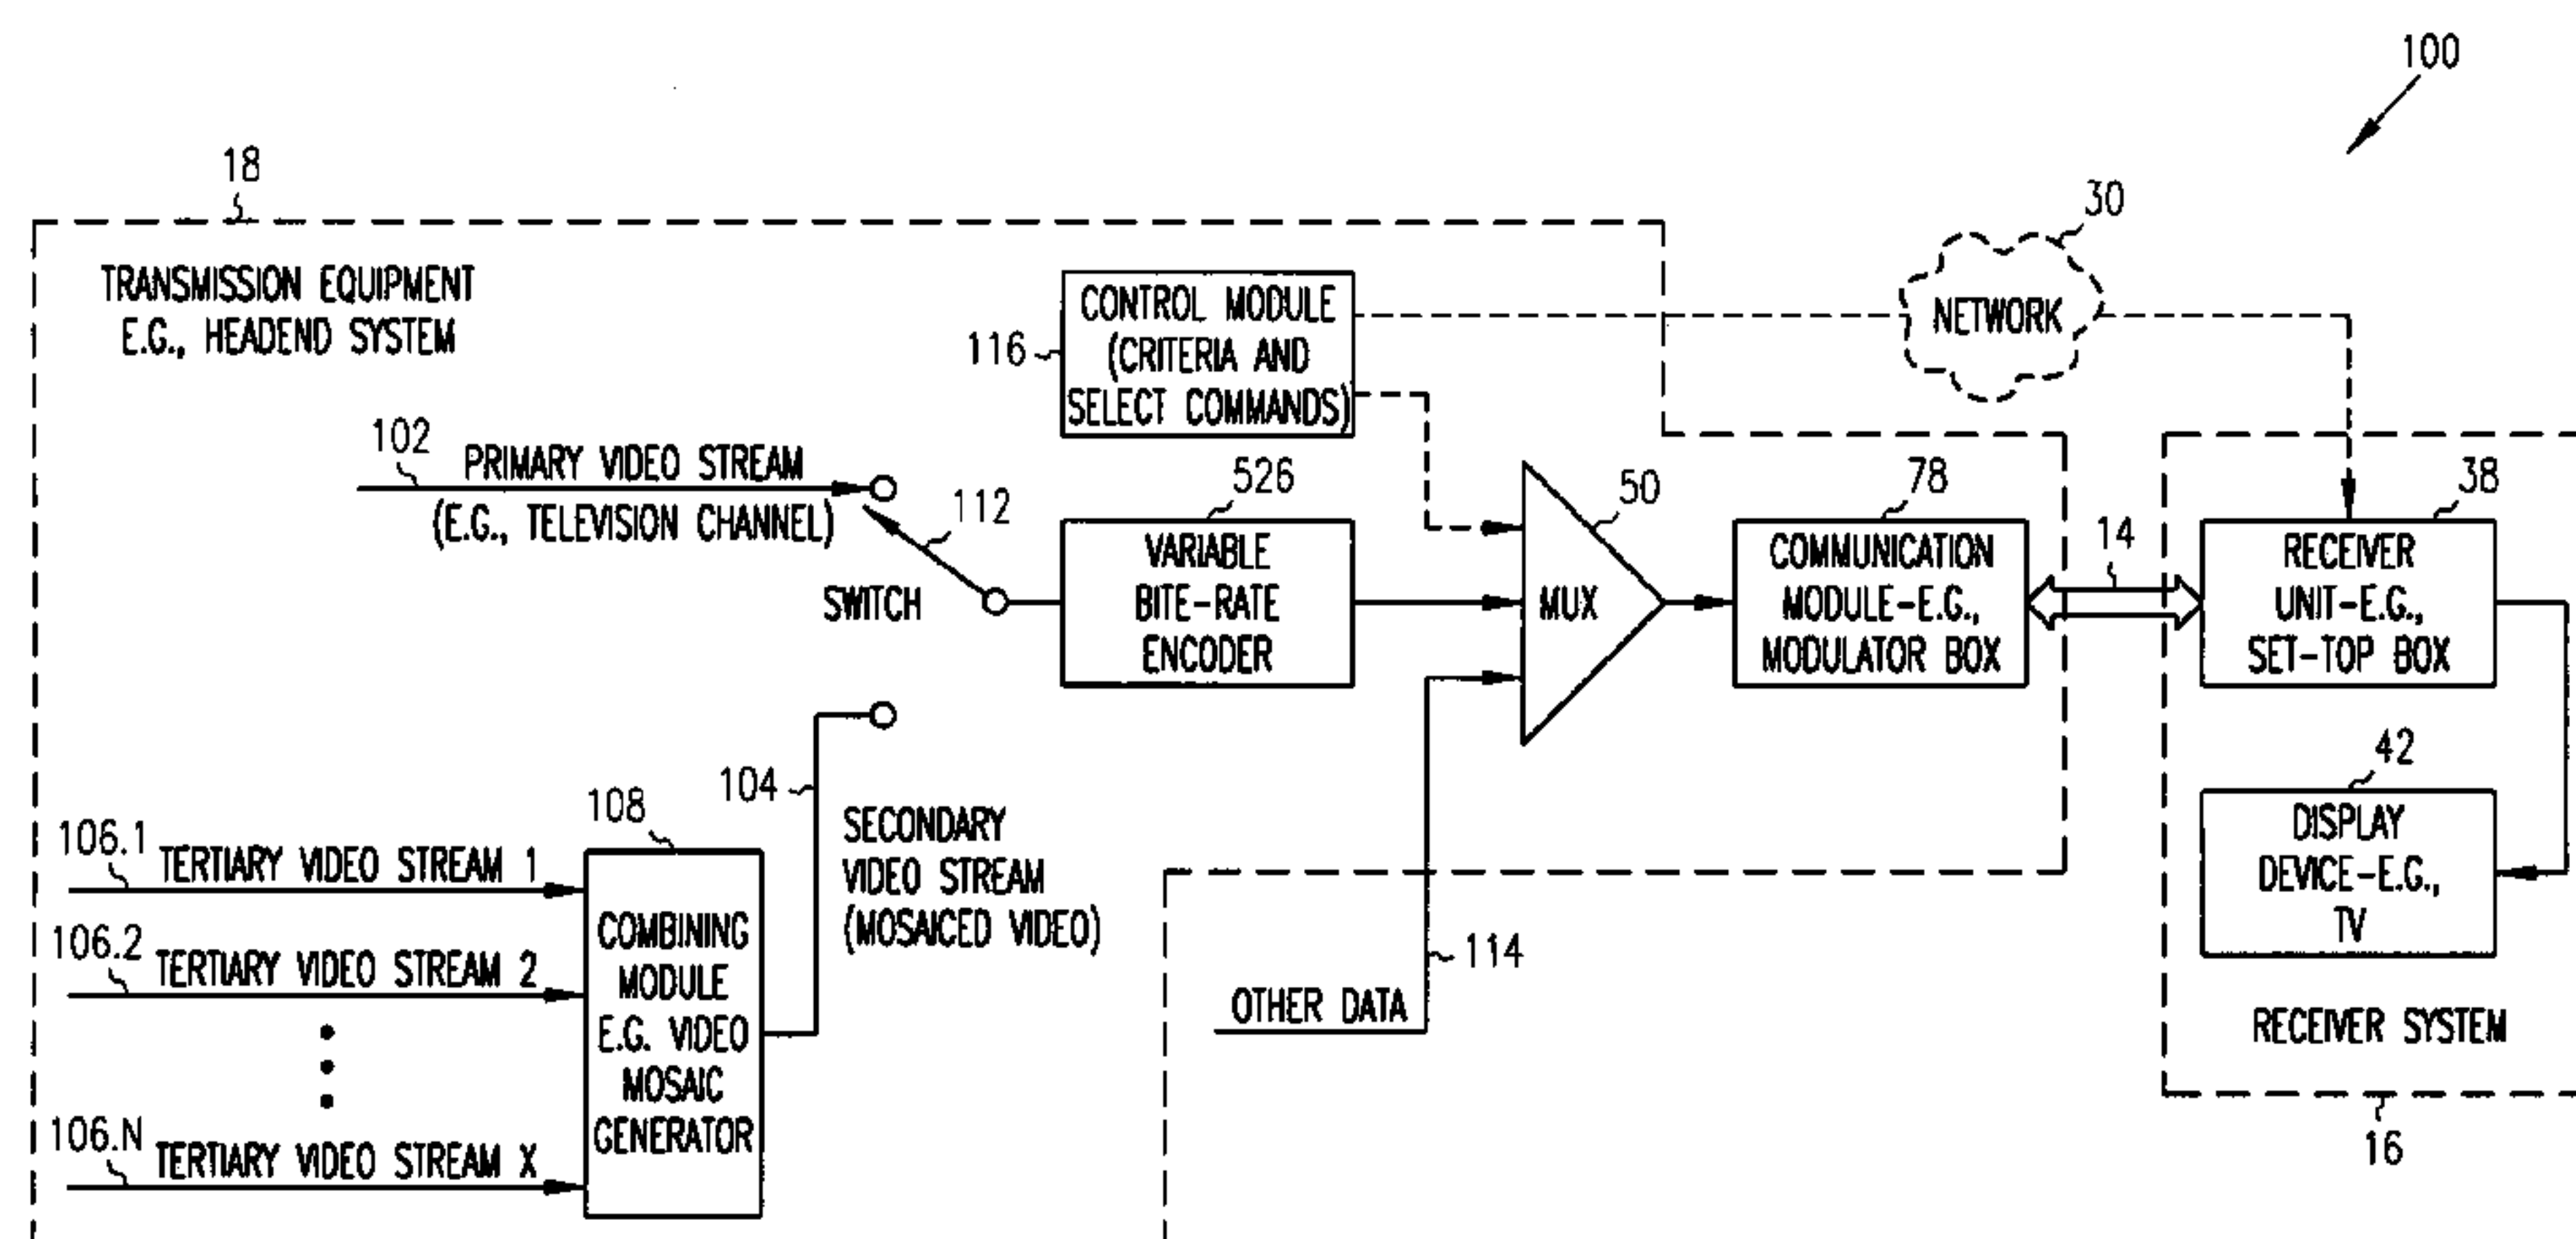 100
18
30
TRANSMISSION EQUIPMENT
E.G., HEADEND SYSTEM
CONTROL MODULE
(CRITERIA AND
SELECT COMMANDS)
116
NETWORK
102
PRIMARY VIDEO STREAM
(E.G., TELEVISION CHANNEL)
112
SWITCH
526
VARIABLE
BITE-RATE
ENCODER
50
MUX
78
COMMUNICATION
MODULE-E.G.,
MODULATOR BOX
14
38
RECEIVER
UNIT-E.G.,
SET-TOP BOX
42
DISPLAY
DEVICE-E.G.,
TV
104
SECONDARY
VIDEO STREAM
(MOSAICED VIDEO)
108
COMBINING
MODULE
E.G. VIDEO
MOSAIC
GENERATOR
106.1
TERTIARY VIDEO STREAM 1
106.2
TERTIARY VIDEO STREAM 2
106.N
TERTIARY VIDEO STREAM X
OTHER DATA
114
RECEIVER SYSTEM
16